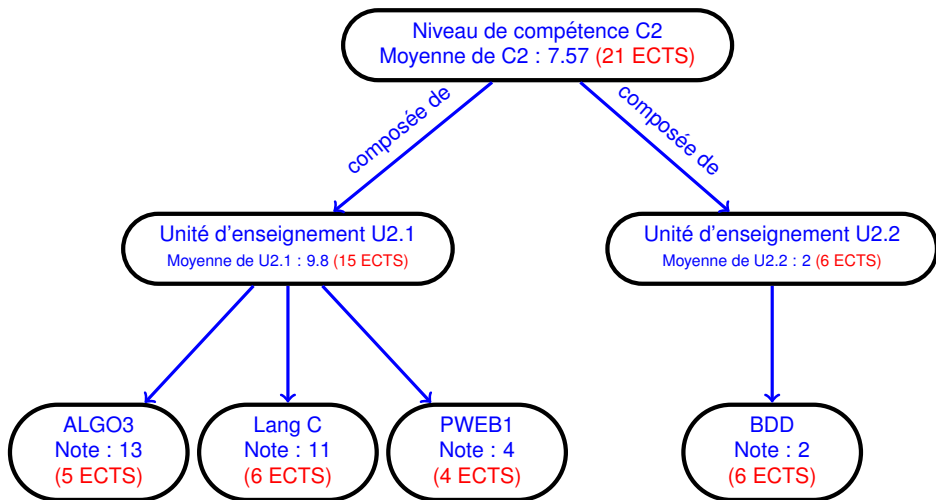 Niveau de compétence C2
Moyenne de C2 : 7.57 (21 ECTS)
composée de
composée de
Unité d'enseignement U2.1
Moyenne de U2.1 : 9.8 (15 ECTS)
Unité d'enseignement U2.2
Moyenne de U2.2 : 2 (6 ECTS)
ALGO3
Note : 13
(5 ECTS)
Lang C
Note : 11
(6 ECTS)
PWEB1
Note : 4
(4 ECTS)
BDD
Note : 2
(6 ECTS)